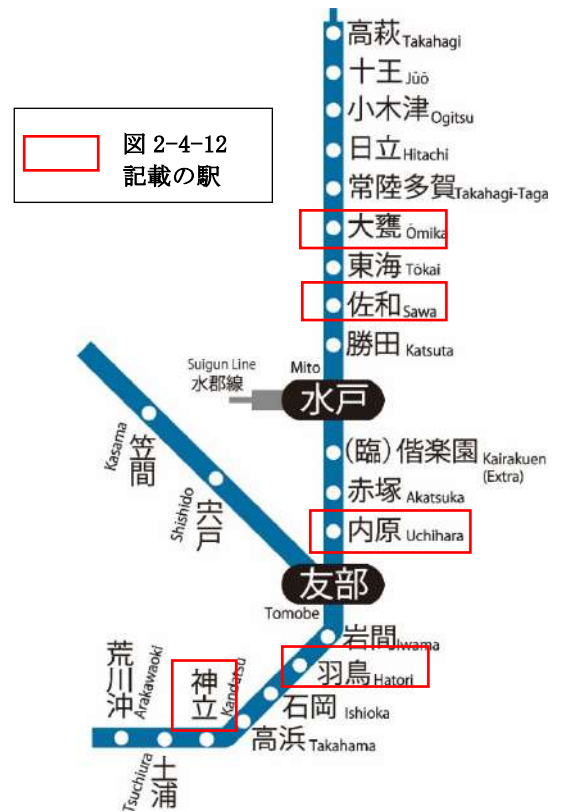 高萩 Takahagi
十王 Jūō
小木津 Ogitsu
図 2-4-12
記載の駅
日立 Hitachi
常陸多賀 Takahagi-Taga
大甕 Ōmika
東海 Tōkai
佐和 Sawa
勝田 Katsuta
Suigun Line
水郡線
Mito
水戸
(臨)偕楽園 Kairakuen
(Extra)
赤塚 Akatsuka
内原 Uchihara
笠間 Kasama
宍戸 Shishido
友部
Tomobe
岩間 Iwama
羽鳥 Hatori
石岡 Ishioka
高浜 Takahama
神立 Kandatsu
土浦 Tsuchiura
荒川沖 Arakawaoki